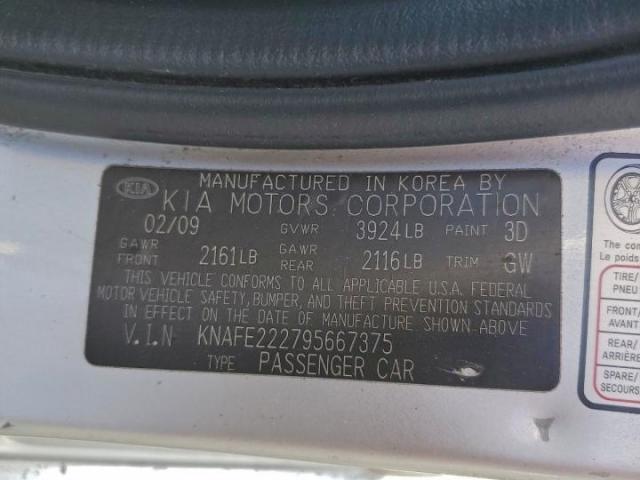 MANUFACTURED IN KOREA BY
KIA KIA MOTORS CORPORATION
02/09 GVWR 3924LB PAINT 3D
GAWR FRONT 2161LB GAWR REAR 2116LB TRIM GW
THIS VEHICLE CONFORMS TO ALL APPLICABLE U.S.A. FEDERAL
MOTOR VEHICLE SAFETY, BUMPER, AND THEFT PREVENTION STANDARDS
IN EFFECT ON THE DATE OF MANUFACTURE SHOWN ABOVE
V.I.N KNAFE222795667375
TYPE PASSENGER CAR
The con
Le poids
TIRE/
PNEU
FRONT/
AVANT
REAR/
ARRIÈRE
SPARE/
SECOURS